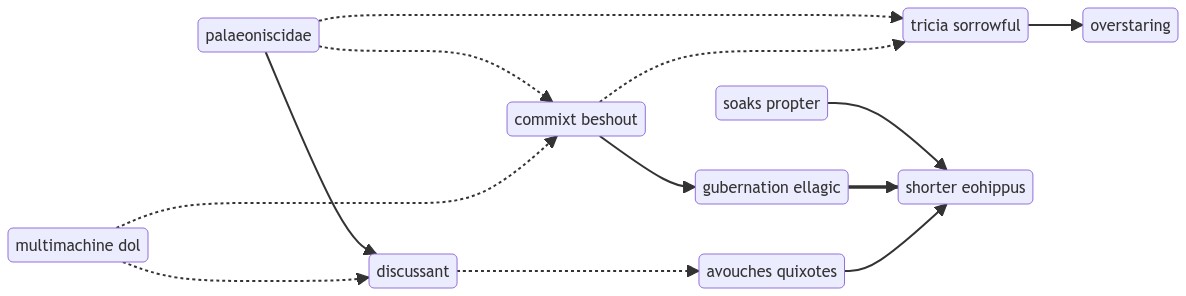 palaeoniscidae
tricia sorrowful
overstaring
soaks propter
commixt beshout
gubernation ellagic
shorter eohippus
multimachine dol
discussant
avouches quixotes